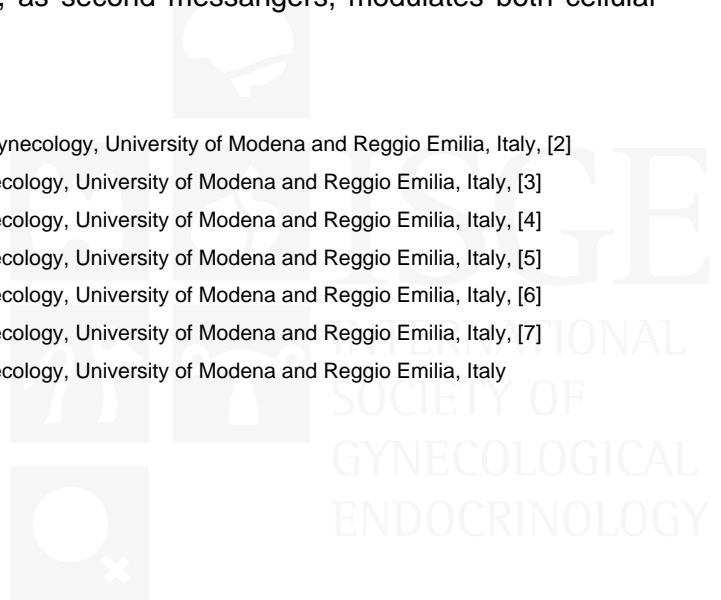 , as second messangers, modulates both cellular
ynecology, University of Modena and Reggio Emilia, Italy, [2]
ecology, University of Modena and Reggio Emilia, Italy, [3]
ecology, University of Modena and Reggio Emilia, Italy, [4]
ecology, University of Modena and Reggio Emilia, Italy, [5]
ecology, University of Modena and Reggio Emilia, Italy, [6]
ecology, University of Modena and Reggio Emilia, Italy, [7]
ecology, University of Modena and Reggio Emilia, Italy
ISGE
INTERNATIONAL
SOCIETY OF
GYNECOLOGICAL
ENDOCRINOLOGY